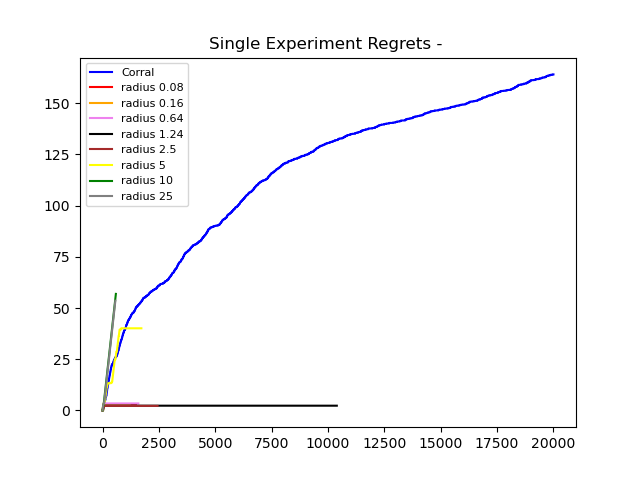 Single Experiment Regrets -
Corral
radius 0.08
radius 0.16
radius 0.64
radius 1.24
radius 2.5
radius 5
radius 10
radius 25
150
125
100
75
50
25
0
0 2500 5000 7500 10000 12500 15000 17500 20000